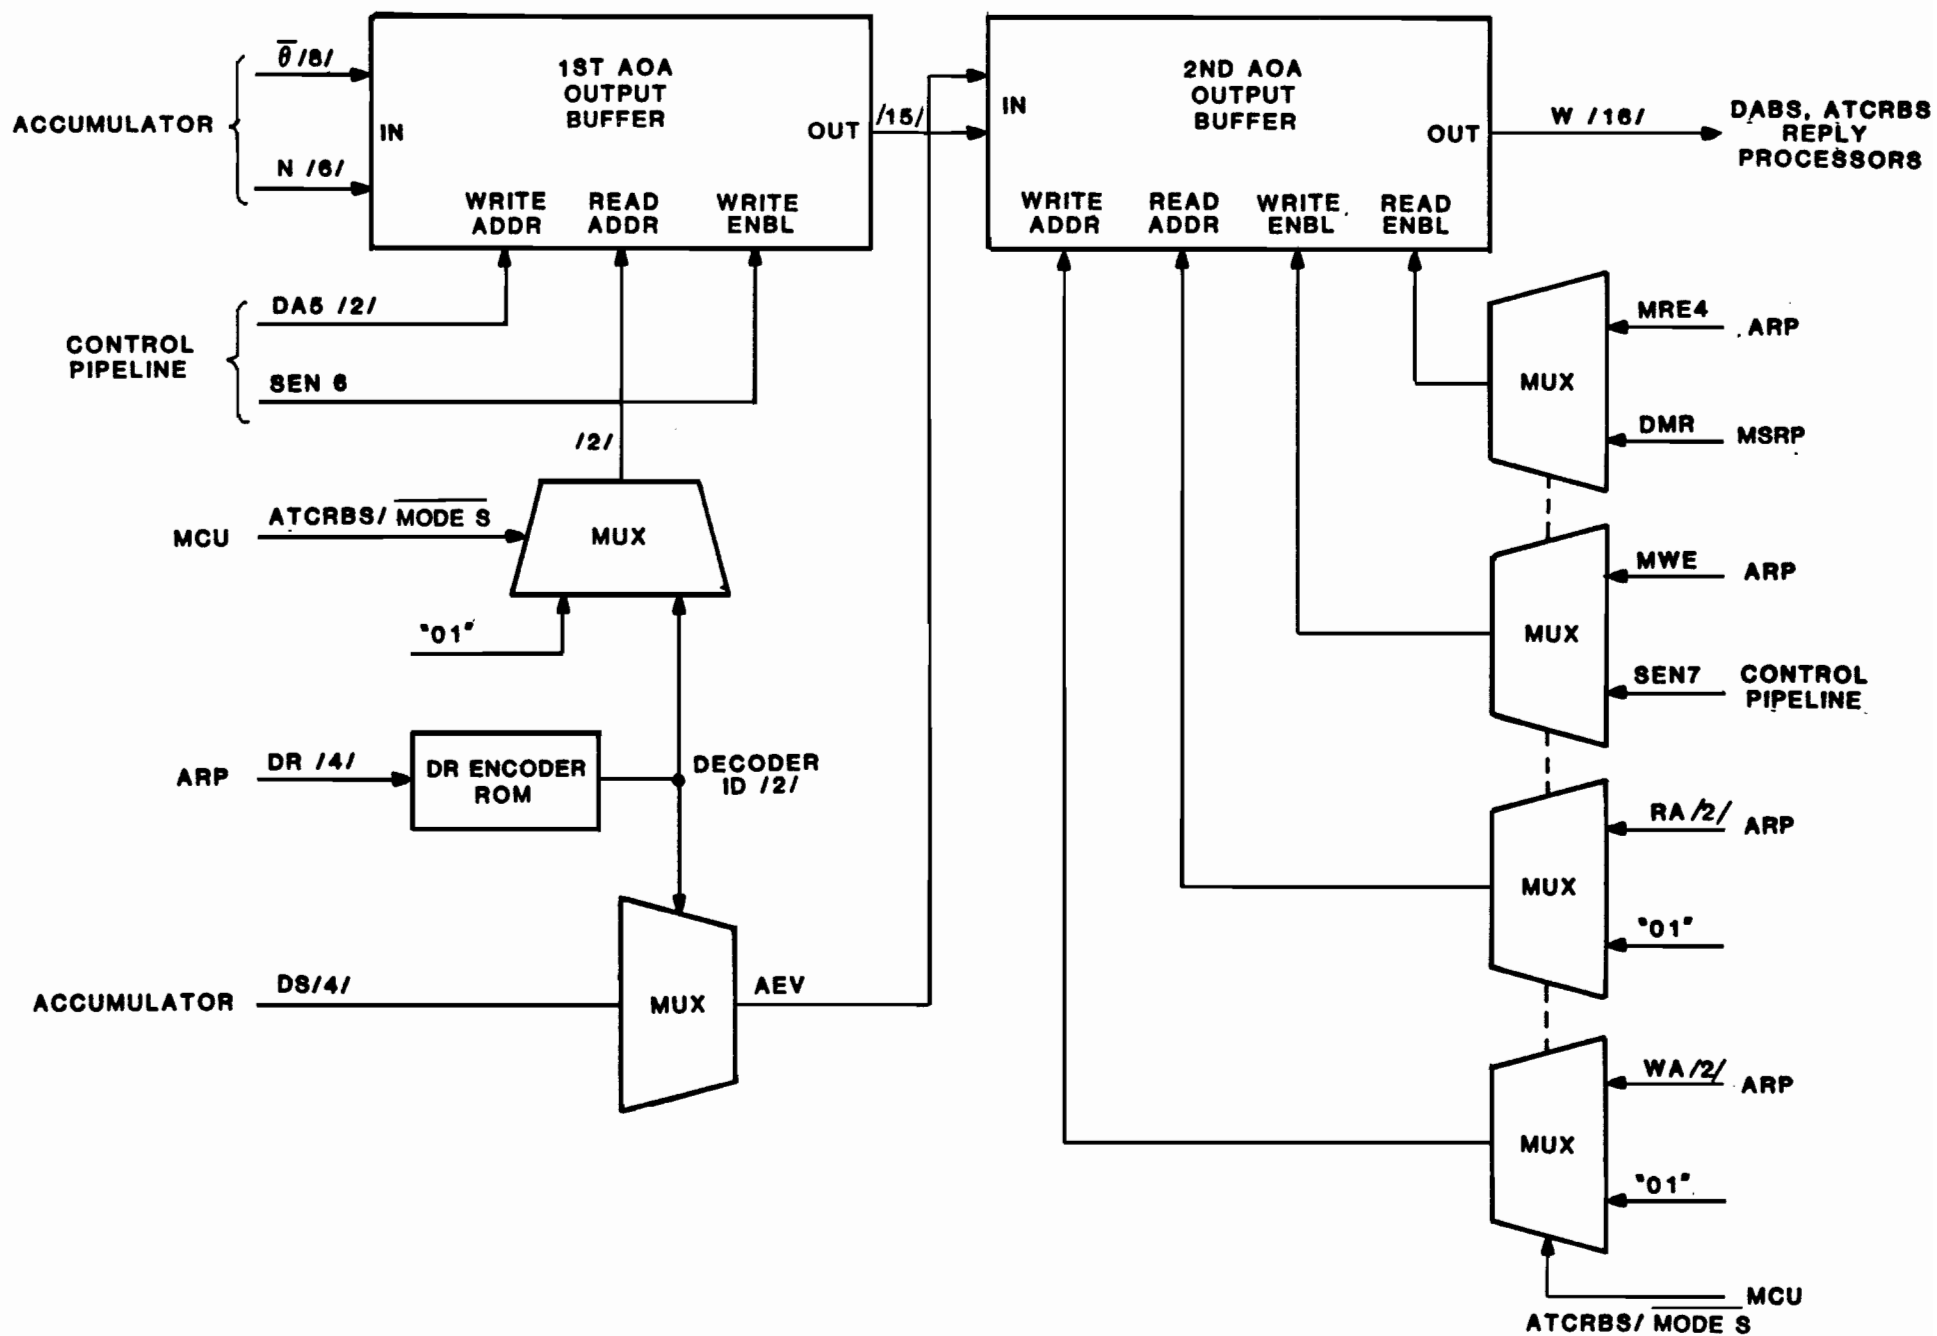 ACCUMULATOR
θ̅ /8/
N /6/
IN
1ST AOA
OUTPUT
BUFFER
OUT
WRITE
ADDR
READ
ADDR
WRITE
ENBL
/15/
IN
2ND AOA
OUTPUT
BUFFER
OUT
WRITE
ADDR
READ
ADDR
WRITE
ENBL
READ
ENBL
W /16/
DABS, ATCRBS
REPLY
PROCESSORS
CONTROL
PIPELINE
DA5 /2/
SEN 6
/2/
MCU
ATCRBS/ M̅O̅D̅E̅ S̅
MUX
"01"
ARP
DR /4/
DR ENCODER
ROM
DECODER
ID /2/
ACCUMULATOR
DS/4/
MUX
AEV
MUX
MRE4
ARP
DMR
MSRP
MUX
MWE
ARP
SEN7
CONTROL
PIPELINE
MUX
RA /2/
ARP
"01"
MUX
WA /2/
ARP
"01"
MCU
ATCRBS/ M̅O̅D̅E̅ S̅